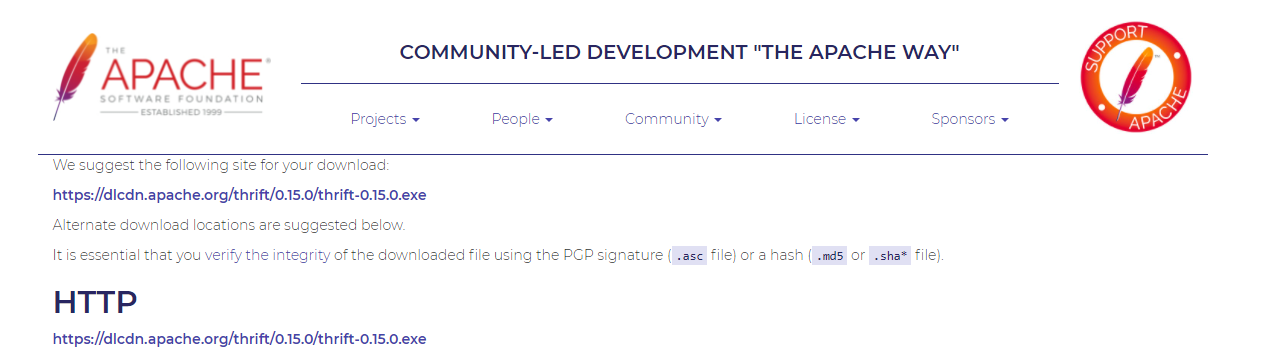 THE
APACHE®
SOFTWARE FOUNDATION
ESTABLISHED 1999
COMMUNITY-LED DEVELOPMENT "THE APACHE WAY"
SUPPORT
APACHE
Projects
People
Community
License
Sponsors
We suggest the following site for your download:
https://dlcdn.apache.org/thrift/0.15.0/thrift-0.15.0.exe
Alternate download locations are suggested below.
It is essential that you verify the integrity of the downloaded file using the PGP signature ( .asc file) or a hash ( .md5 or .sha* file).
HTTP
https://dlcdn.apache.org/thrift/0.15.0/thrift-0.15.0.exe